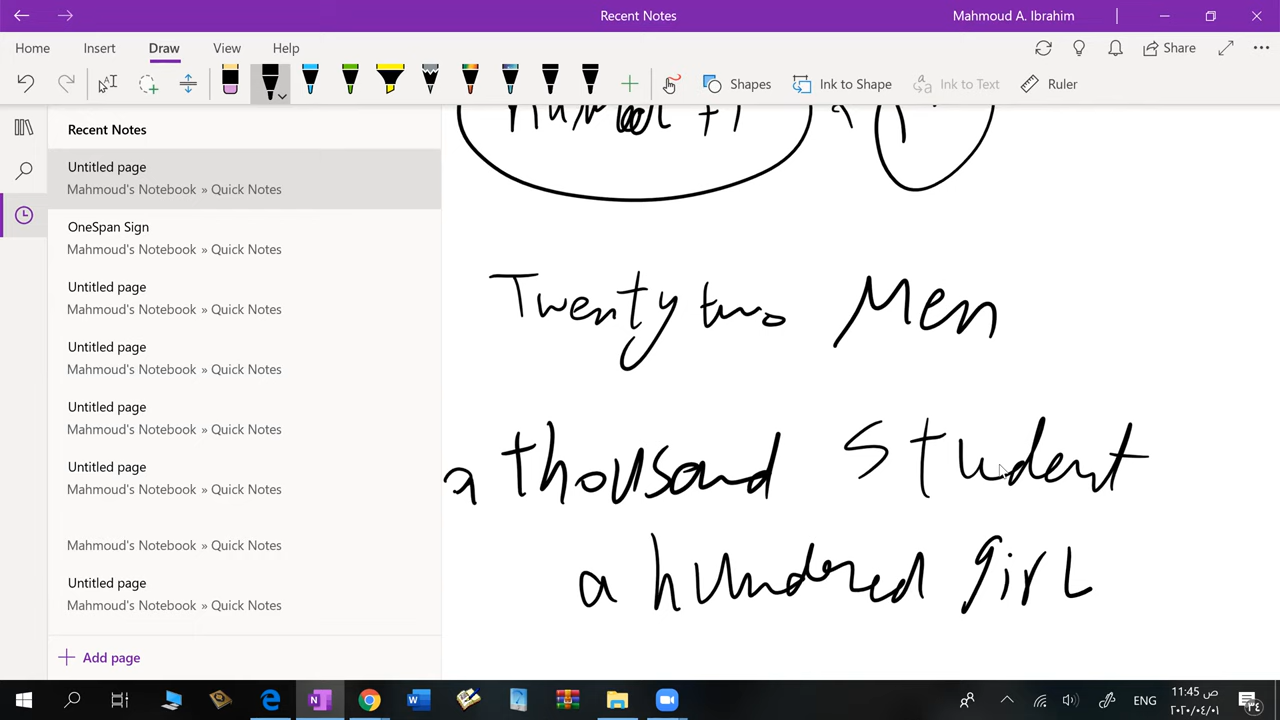 Recent Notes
Mahmoud A. Ibrahim
Home Insert Draw View Help
Share
Shapes
Ink to Shape
Ink to Text
Ruler
Recent Notes
Untitled page
Mahmoud's Notebook » Quick Notes
OneSpan Sign
Mahmoud's Notebook » Quick Notes
Untitled page
Mahmoud's Notebook » Quick Notes
Untitled page
Mahmoud's Notebook » Quick Notes
Untitled page
Mahmoud's Notebook » Quick Notes
Untitled page
Mahmoud's Notebook » Quick Notes
Mahmoud's Notebook » Quick Notes
Untitled page
Mahmoud's Notebook » Quick Notes
Add page
Twenty two Men
a thousand Student
a hundered girl
ENG
11:45 ص
٢٠٢٠/٠٤/٠١